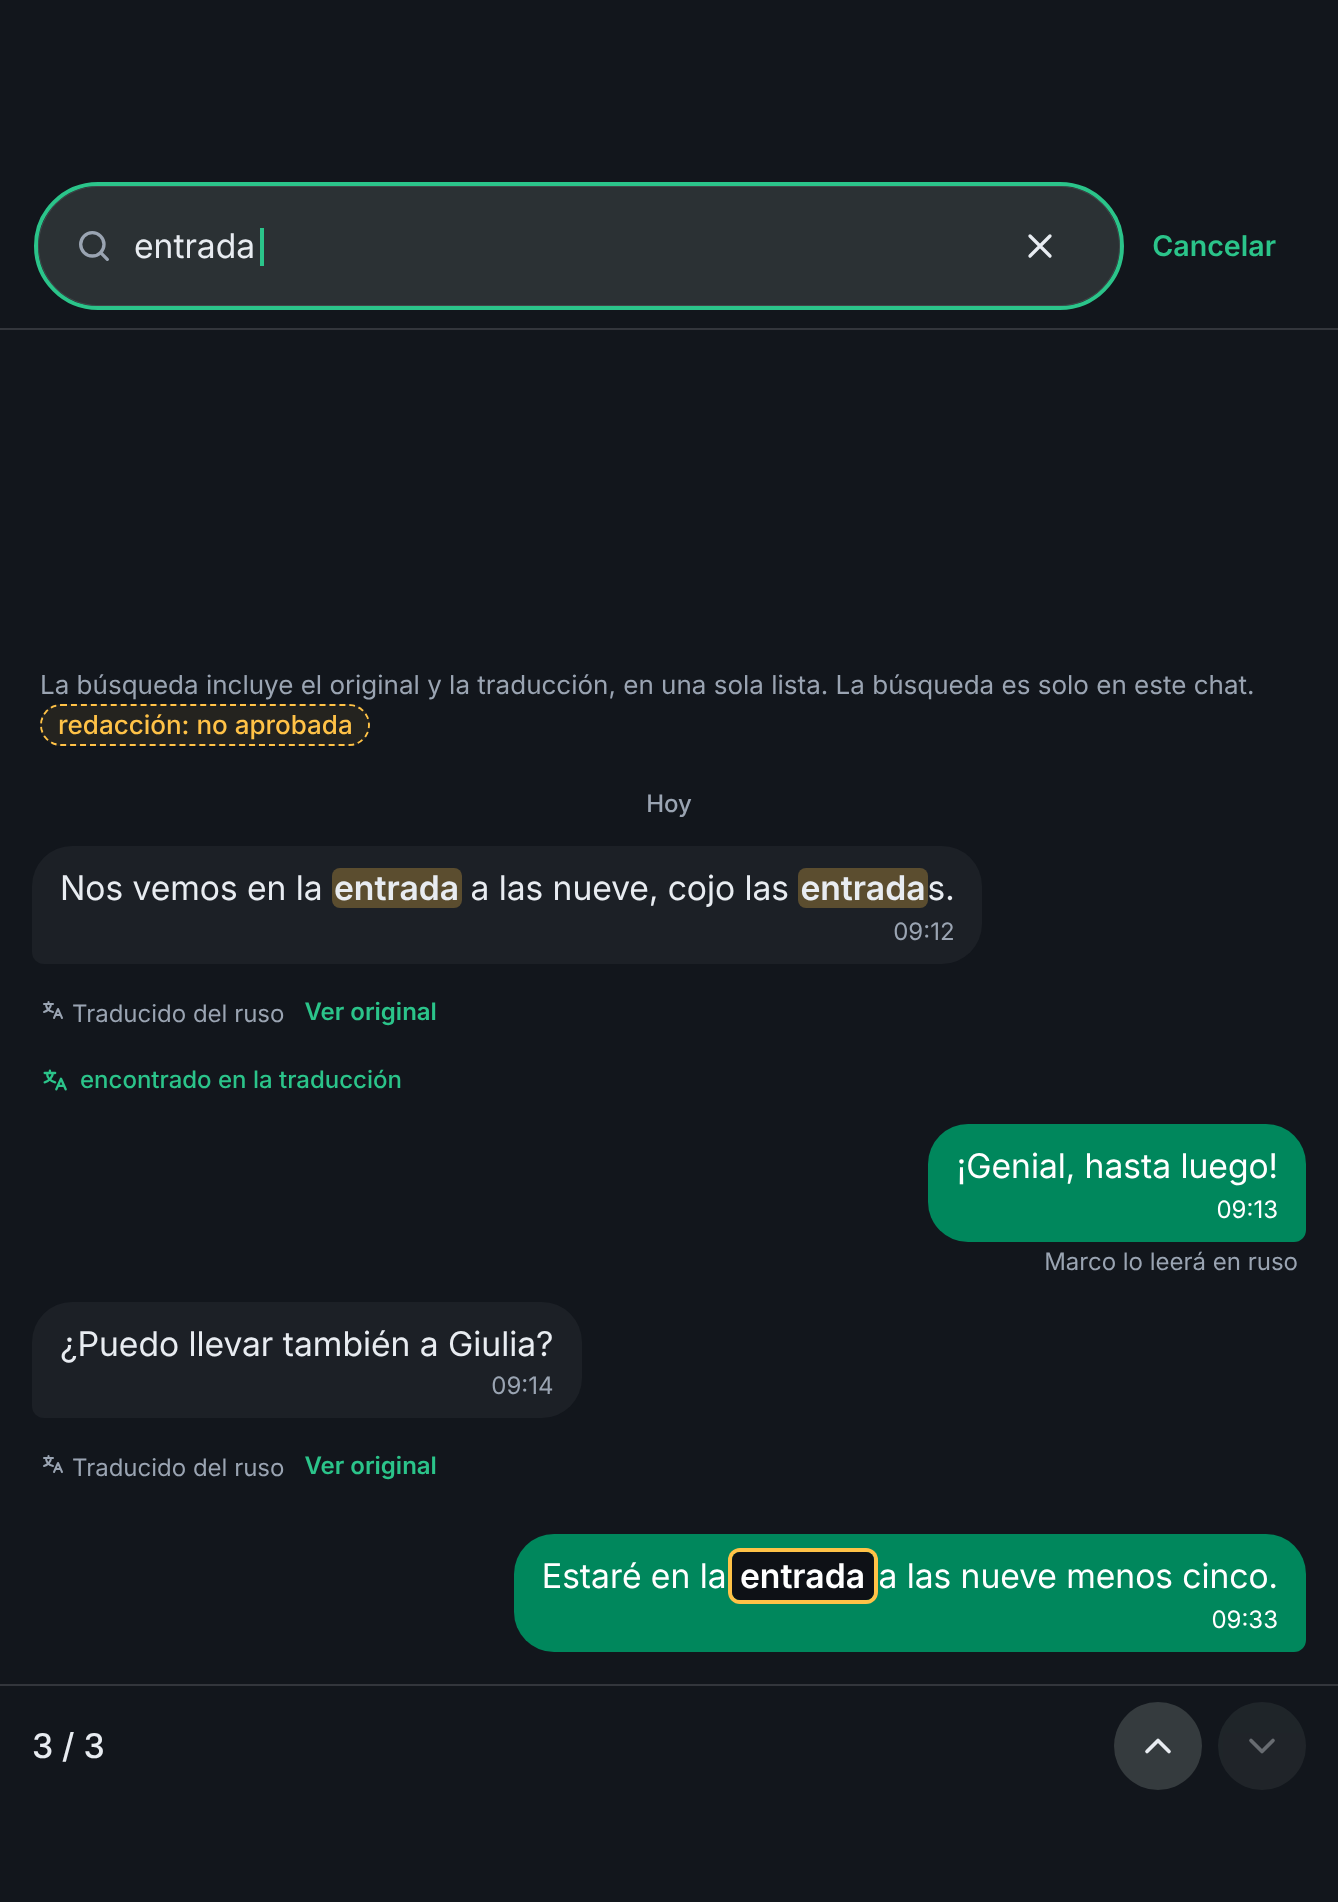 entrada
Cancelar
La búsqueda incluye el original y la traducción, en una sola lista. La búsqueda es solo en este chat.
redacción: no aprobada
Hoy
Nos vemos en la entrada a las nueve, cojo las entradas.
09:12
Traducido del ruso Ver original
encontrado en la traducción
¡Genial, hasta luego!
09:13
Marco lo leerá en ruso
¿Puedo llevar también a Giulia?
09:14
Traducido del ruso Ver original
Estaré en la entrada a las nueve menos cinco.
09:33
3 / 3